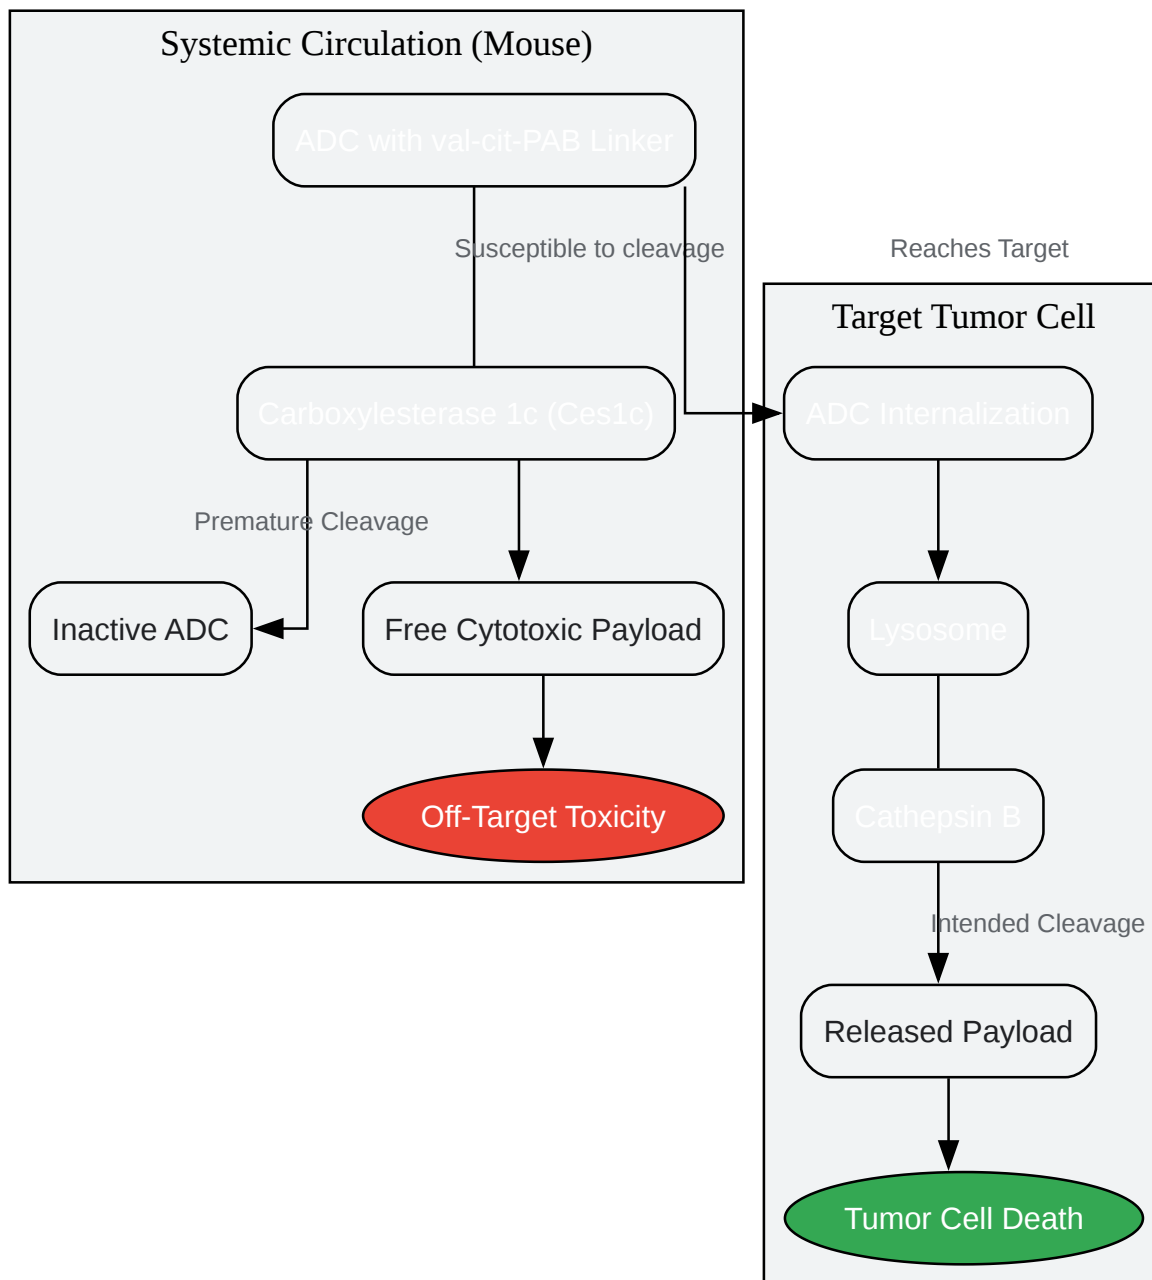 Systemic Circulation (Mouse)
ADC with val-cit-PAB Linker
Susceptible to cleavage
Reaches Target
Target Tumor Cell
Carboxylesterase 1c (Ces1c)
ADC Internalization
Premature Cleavage
Inactive ADC
Free Cytotoxic Payload
Lysosome
Off-Target Toxicity
Cathepsin B
Intended Cleavage
Released Payload
Tumor Cell Death